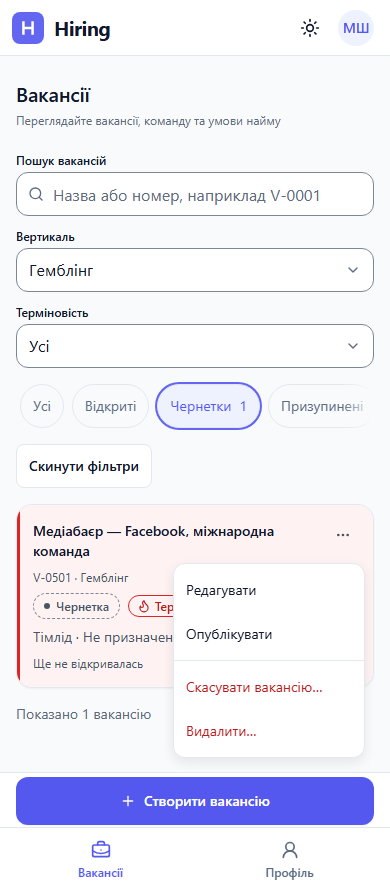 H Hiring
МШ
Вакансії
Переглядайте вакансії, команду та умови найму
Пошук вакансій
Назва або номер, наприклад V-0001
Вертикаль
Гемблінг
Терміновість
Усі
Усі Відкриті Чернетки 1 Призупинені
Скинути фільтри
Медіабаєр — Facebook, міжнародна
команда
V-0501 · Гемблінг
Чернетка Тер
Тімлід · Не призначен
Ще не відкривалась
Редагувати
Опублікувати
Скасувати вакансію...
Видалити...
Показано 1 вакансію
+ Створити вакансію
Вакансії Профіль